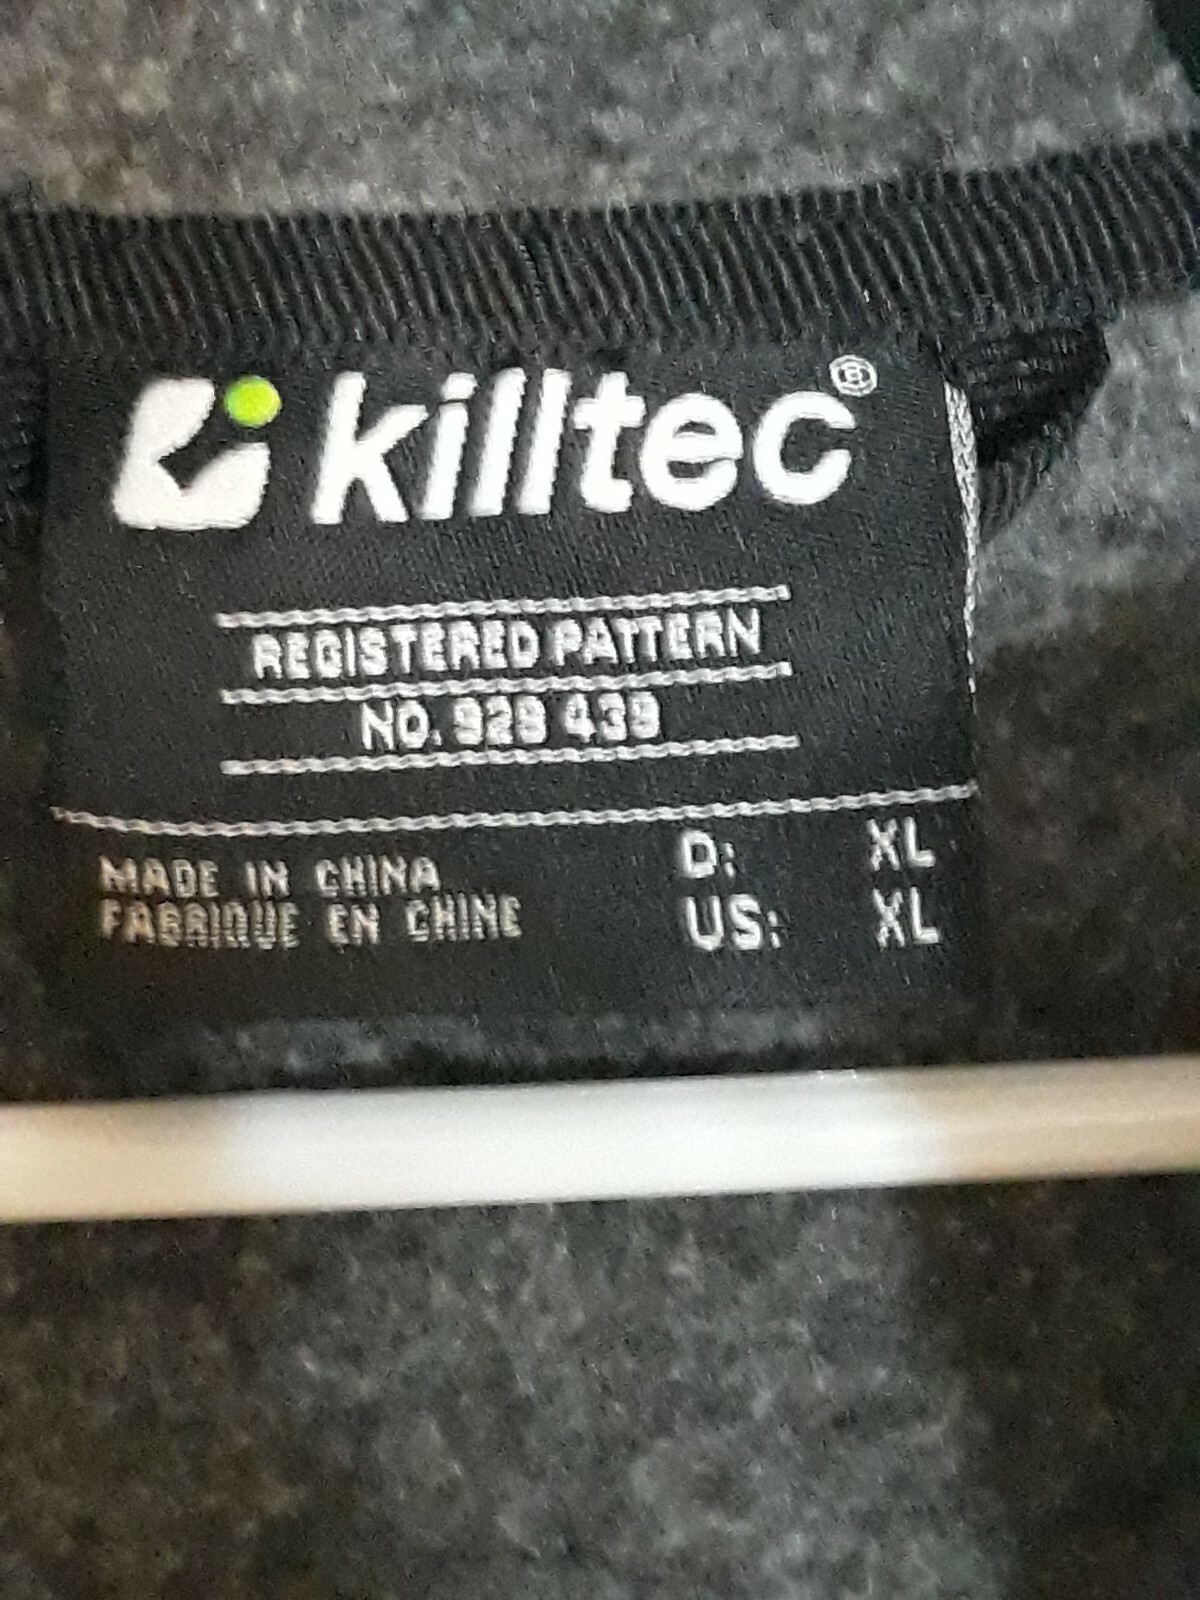 killtec®
REGISTERED PATTERN
NO. 928 439
MADE IN CHINA
FABRIQUE EN CHINE
D: XL
US: XL